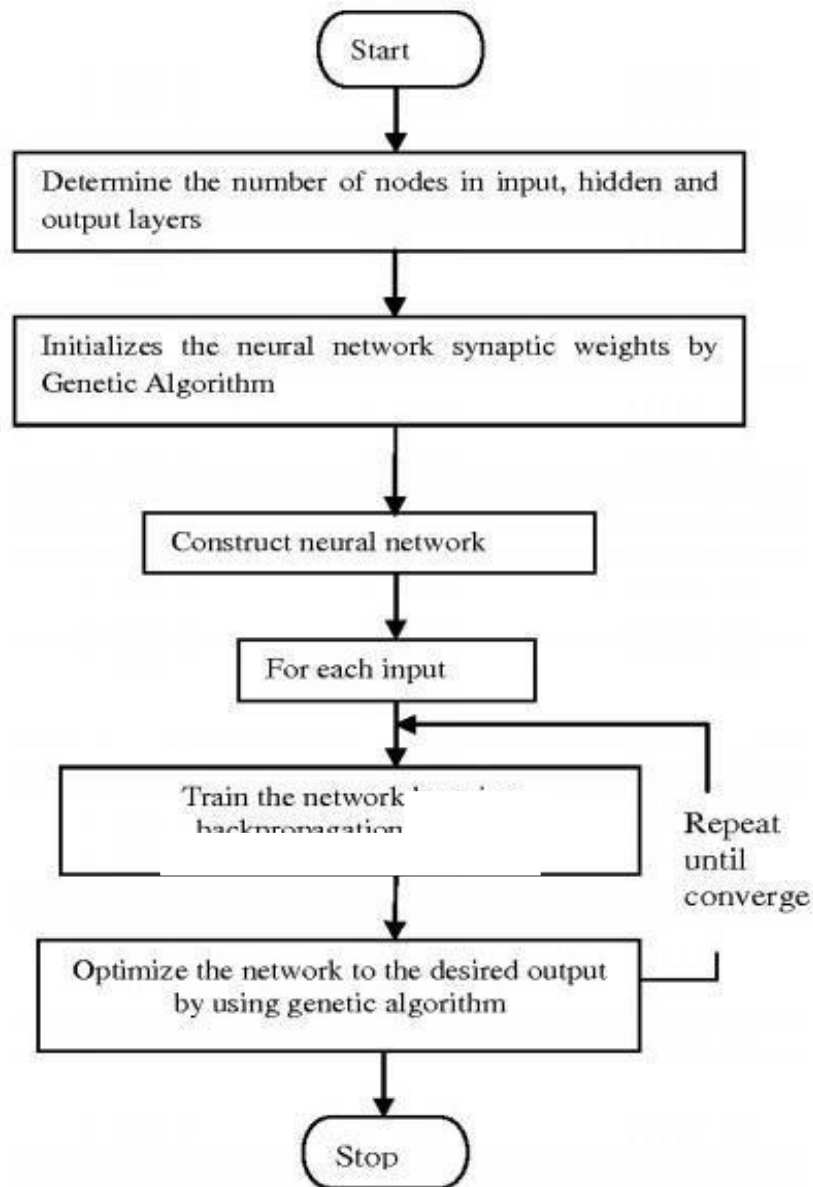 Start
Determine the number of nodes in input, hidden and
output layers
Initializes the neural network synaptic weights by
Genetic Algorithm
Construct neural network
For each input
Train the network
backpropagation
Repeat
until
converge
Optimize the network to the desired output
by using genetic algorithm
Stop